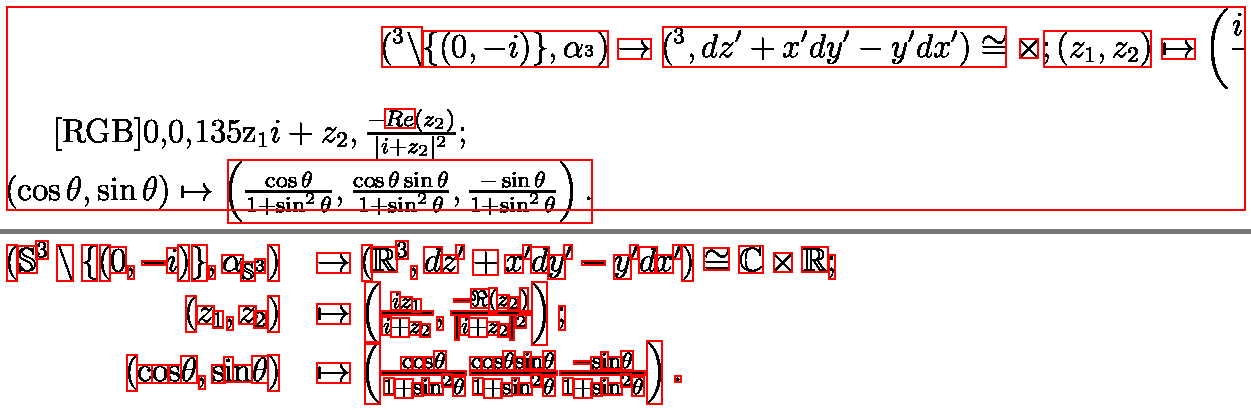 (³\{(0, −i)}, α₃) → (³, dz′ + x′dy′ − y′dx′) ≅ ×; (z₁, z₂) ↦ ( i
[RGB]0,0,135z₁i + z₂, −Re(z₂)/|i+z₂|² ;
(cos θ, sin θ) ↦ ( cos θ/1+sin² θ, cos θ sin θ/1+sin² θ, − sin θ/1+sin² θ ) .
(𝕊³ \ {(0, −i)}, α_𝕊³) → (ℝ³, dz′ + x′dy′ − y′dx′) ≅ ℂ × ℝ;
(z₁, z₂) ↦ ( iz₁/i+z₂, −ℜ(z₂)/|i+z₂|² ) ;
(cosθ, sinθ) ↦ ( cosθ/1+sin²θ cosθsinθ/1+sin²θ −sinθ/1+sin²θ ) .